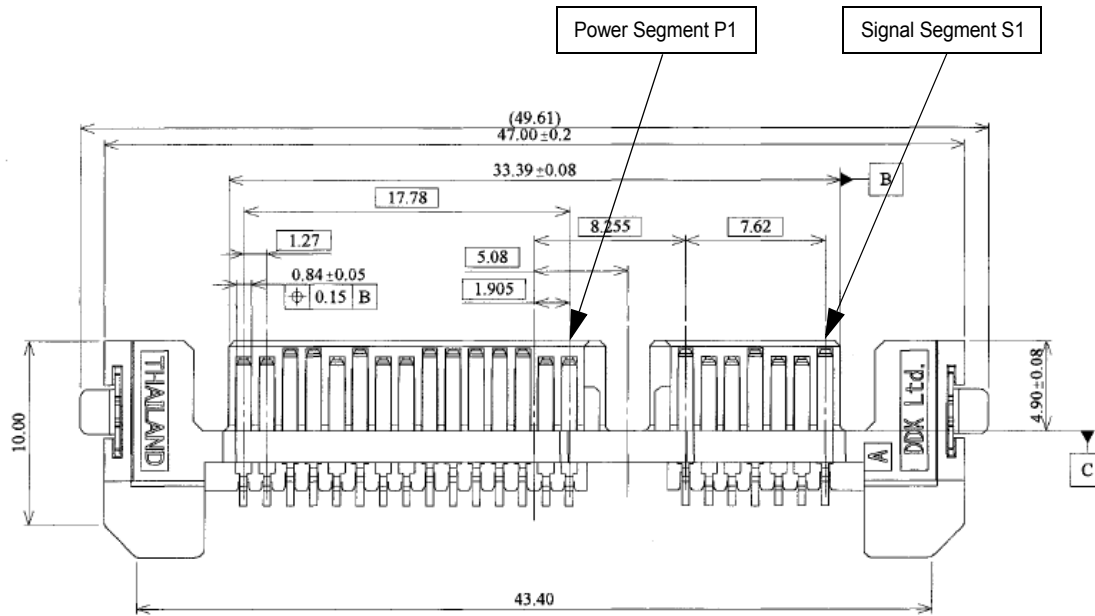 Power Segment P1
Signal Segment S1
(49.61)
47.00 ±0.2
33.39 ±0.08
B
17.78
8.255
7.62
1.27
5.08
0.84 ±0.05
1.905
⌖ 0.15 B
10.00
THAILAND
DDK Ltd.
A
4.90 ±0.08
C
43.40